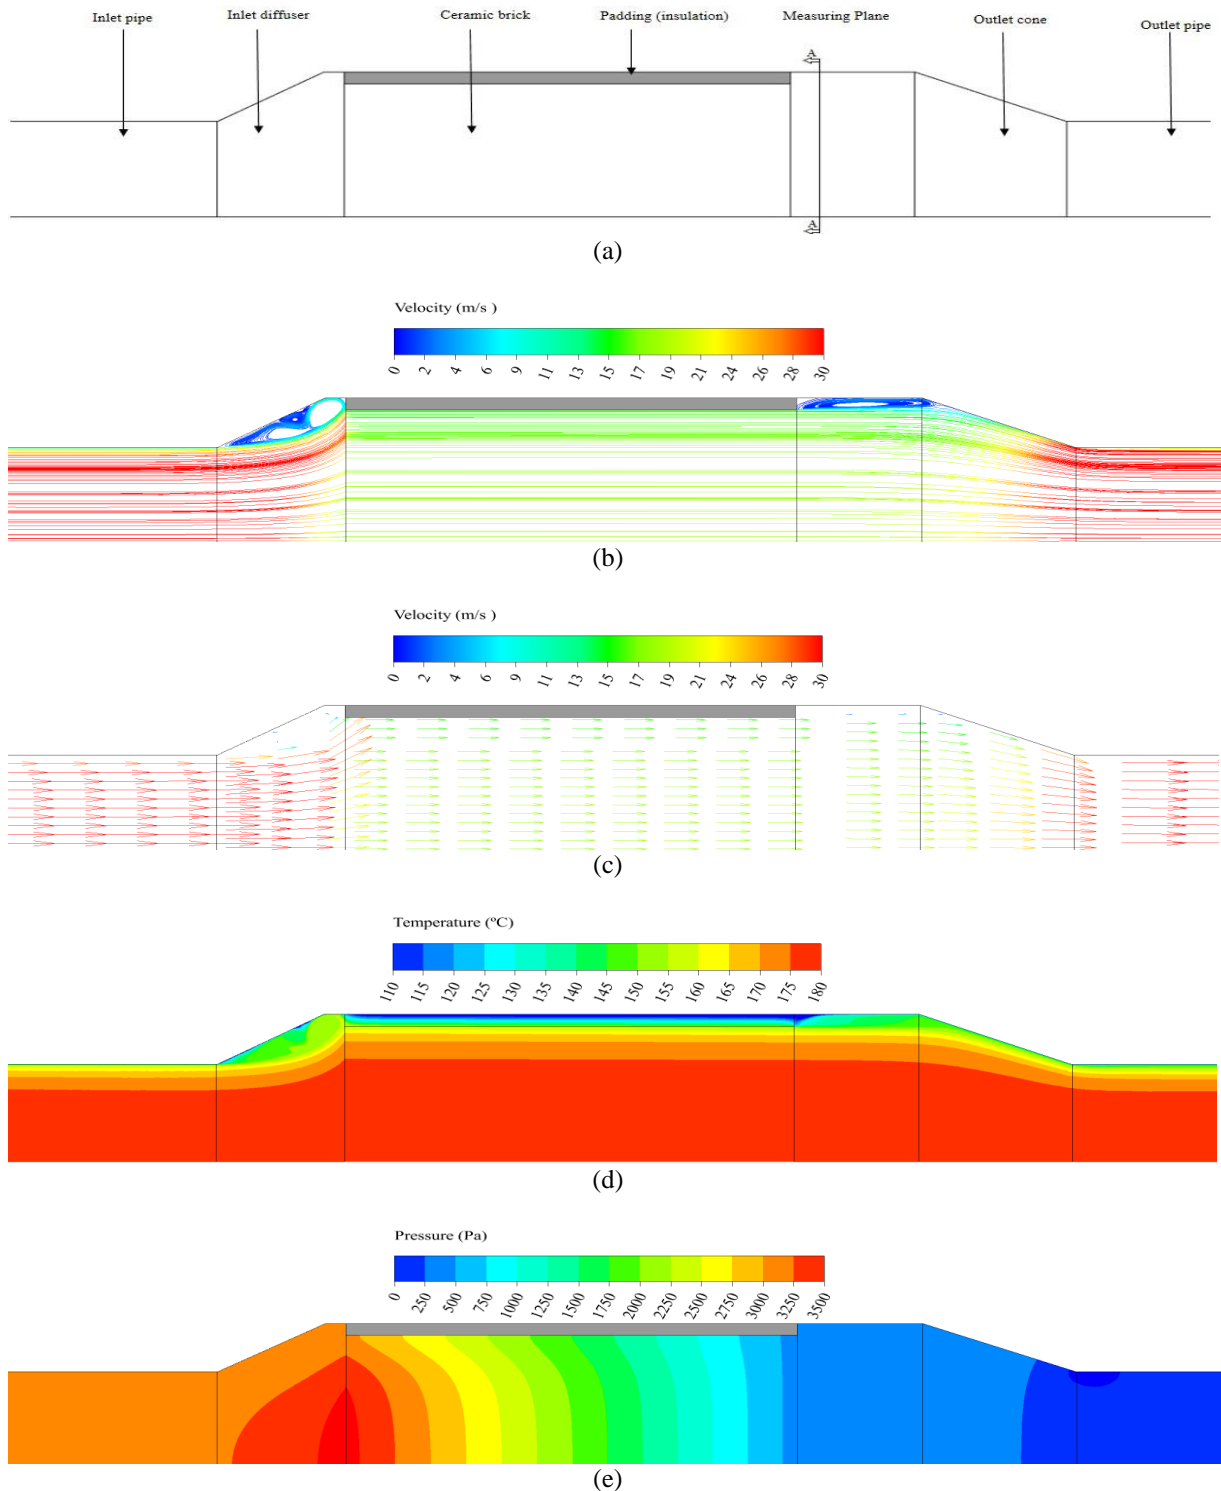 Inlet pipe Inlet diffuser Ceramic brick Padding (insulation) Measuring Plane Outlet cone Outlet pipe
A
A
(a)
Velocity (m/s )
0 2 4 6 9 11 13 15 17 19 21 24 26 28 30
(b)
Velocity (m/s )
0 2 4 6 9 11 13 15 17 19 21 24 26 28 30
(c)
Temperature (ºC)
110 115 120 125 130 135 140 145 150 155 160 165 170 175 180
(d)
Pressure (Pa)
0 250 500 750 1000 1250 1500 1750 2000 2250 2500 2750 3000 3250 3500
(e)